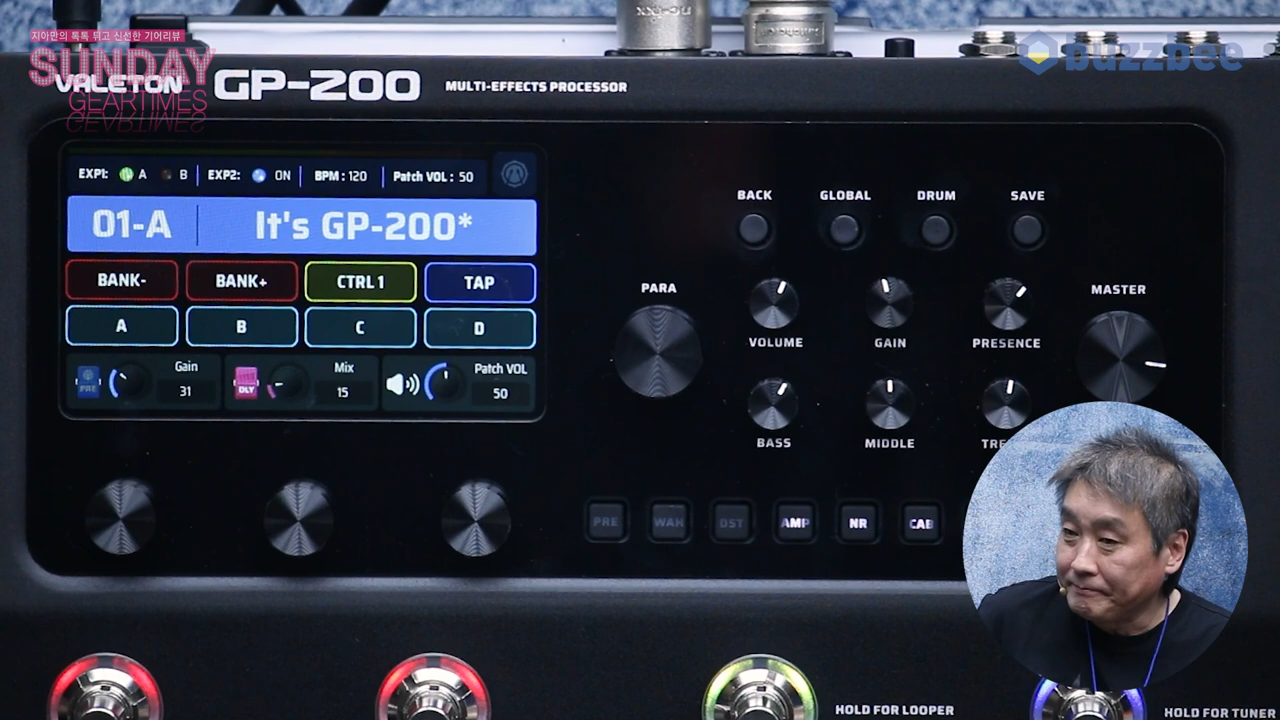 지아만의 톡톡 튀고 신선한 기어리뷰
SUNDAY
GEARTIMES
buzzbee
VALETON GP-200 MULTI-EFFECTS PROCESSOR
EXP1: A B EXP2: ON BPM : 120 Patch VOL : 50
01-A It's GP-200*
BANK- BANK+ CTRL 1 TAP
A B C D
PRE Gain 31 DLY Mix 15 Patch VOL 50
BACK GLOBAL DRUM SAVE
PARA MASTER
VOLUME GAIN PRESENCE
BASS MIDDLE
PRE WAH DST AMP NR CAB
HOLD FOR LOOPER HOLD FOR TUNER